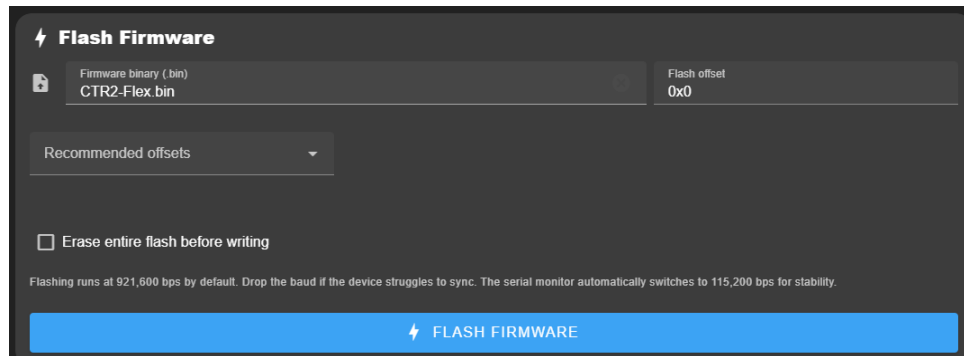 Flash Firmware
Firmware binary (.bin)
CTR2-Flex.bin
Flash offset
0x0
Recommended offsets
Erase entire flash before writing
Flashing runs at 921,600 bps by default. Drop the baud if the device struggles to sync. The serial monitor automatically switches to 115,200 bps for stability.
FLASH FIRMWARE